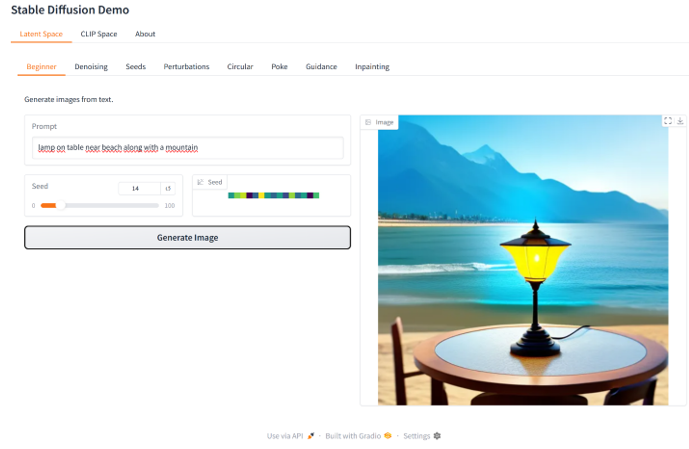 Stable Diffusion Demo
Latent Space CLIP Space About
Beginner Denoising Seeds Perturbations Circular Poke Guidance Inpainting
Generate images from text.
Prompt
lamp on table near beach along with a mountain
Seed 14
0 100
Seed
Generate Image
Image
Use via API · Built with Gradio · Settings